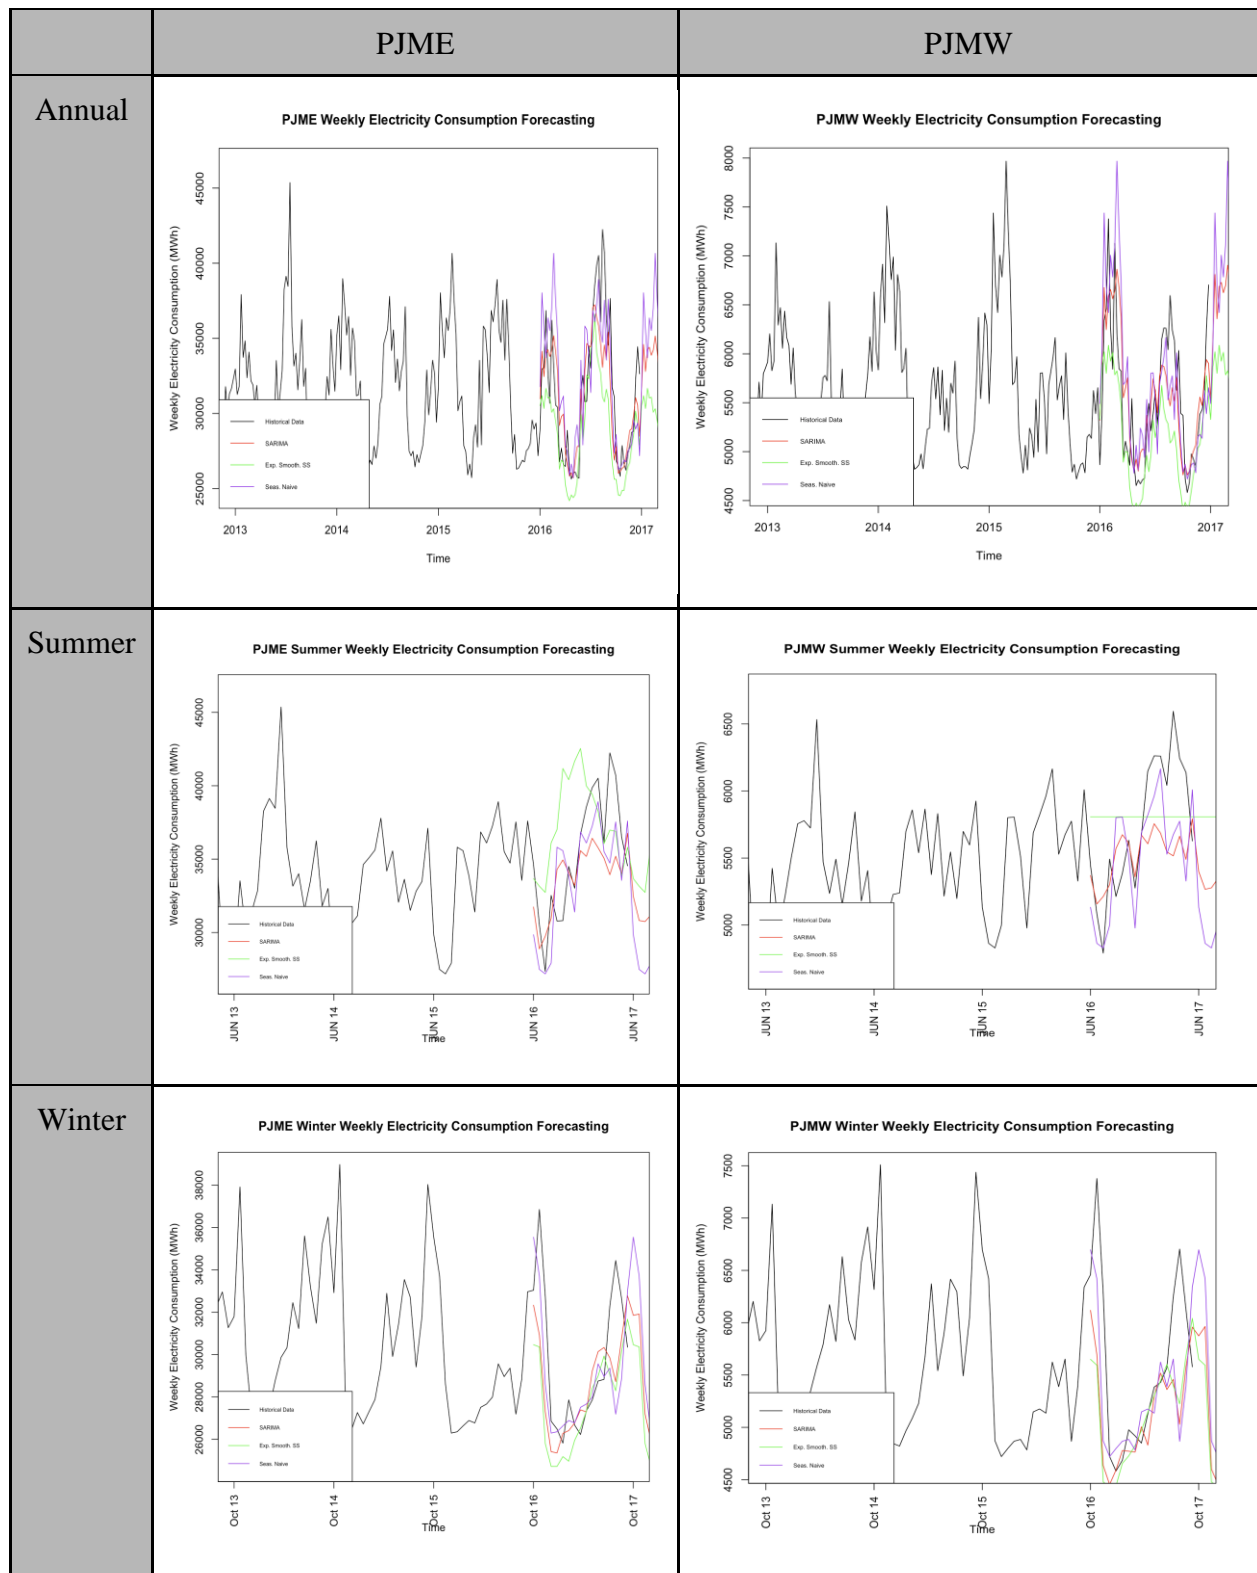 PJME PJMW
Annual
PJME Weekly Electricity Consumption Forecasting
Weekly Electricity Consumption (MWh)
45000
40000
35000
30000
25000
Historical Data
SARIMA
Exp. Smooth. SS
Seas. Naive
2013 2014 2015 2016 2017
Time
PJMW Weekly Electricity Consumption Forecasting
Weekly Electricity Consumption (MWh)
8000
7500
7000
6500
6000
5500
5000
4500
Historical Data
SARIMA
Exp. Smooth. SS
Seas. Naive
2013 2014 2015 2016 2017
Time
Summer
PJME Summer Weekly Electricity Consumption Forecasting
Weekly Electricity Consumption (MWh)
45000
40000
35000
30000
Historical Data
SARIMA
Exp. Smooth. SS
Seas. Naive
JUN 13 JUN 14 JUN 15 JUN 16 JUN 17
Time
PJMW Summer Weekly Electricity Consumption Forecasting
Weekly Electricity Consumption (MWh)
6500
6000
5500
5000
Historical Data
SARIMA
Exp. Smooth. SS
Seas. Naive
JUN 13 JUN 14 JUN 15 JUN 16 JUN 17
Time
Winter
PJME Winter Weekly Electricity Consumption Forecasting
Weekly Electricity Consumption (MWh)
38000
36000
34000
32000
30000
28000
26000
Historical Data
SARIMA
Exp. Smooth. SS
Seas. Naive
Oct 13 Oct 14 Oct 15 Oct 16 Oct 17
Time
PJMW Winter Weekly Electricity Consumption Forecasting
Weekly Electricity Consumption (MWh)
7500
7000
6500
6000
5500
5000
4500
Historical Data
SARIMA
Exp. Smooth. SS
Seas. Naive
Oct 13 Oct 14 Oct 15 Oct 16 Oct 17
Time